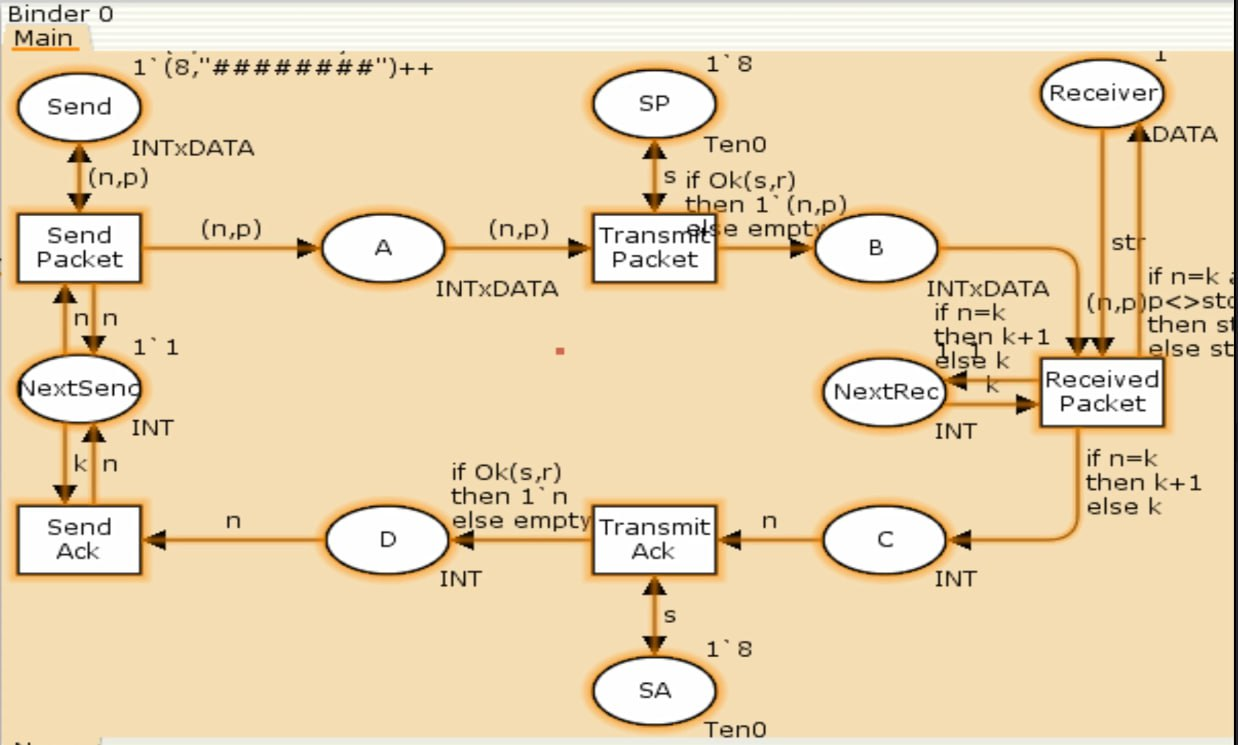 Binder 0
Main
1`(8,"########")++
Send
INTxDATA
(n,p)
Send
Packet
(n,p)
A
INTxDATA
(n,p)
1`8
SP
Ten0
s
if Ok(s,r)
then 1`(n,p)
else empty
Transmit
Packet
B
INTxDATA
Receiver
DATA
str
(n,p)
if n=k
p<>
then
else
if n=k
then k+1
else k
k
NextRec
INT
Received
Packet
if n=k
then k+1
else k
n
n
1`1
NextSend
INT
k
n
Send
Ack
n
D
INT
if Ok(s,r)
then 1`n
else empty
Transmit
Ack
n
C
INT
s
1`8
SA
Ten0